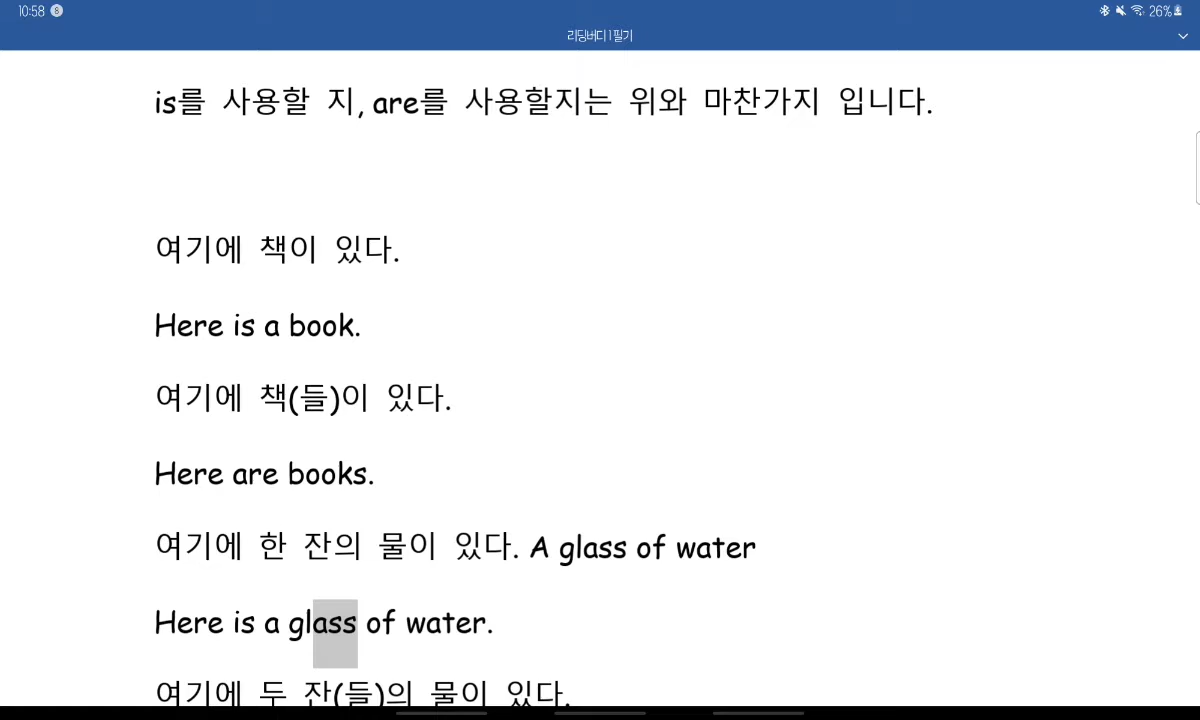 10:58 8
26%
리딩버디 1 필기
is를 사용할 지, are를 사용할지는 위와 마찬가지 입니다.
여기에 책이 있다.
Here is a book.
여기에 책(들)이 있다.
Here are books.
여기에 한 잔의 물이 있다. A glass of water
Here is a glass of water.
여기에 두 잔(들)의 물이 있다.